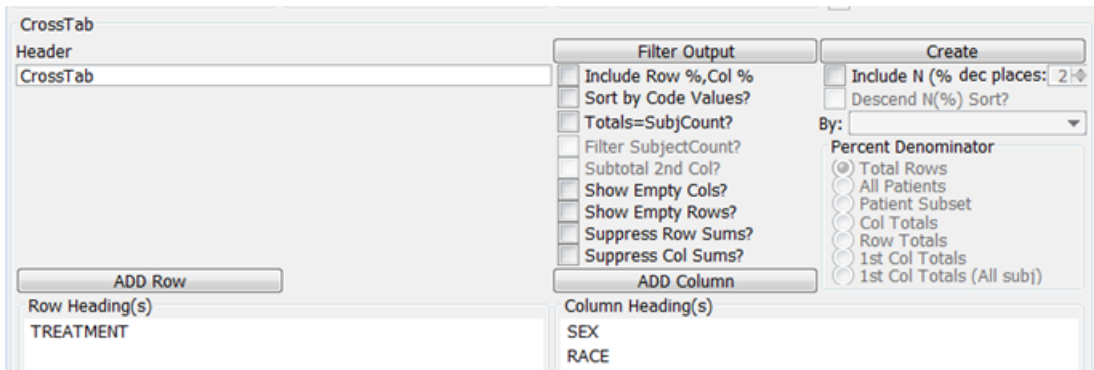 CrossTab
Header
CrossTab
Filter Output
Include Row %,Col %
Sort by Code Values?
Totals=SubjCount?
Filter SubjectCount?
Subtotal 2nd Col?
Show Empty Cols?
Show Empty Rows?
Suppress Row Sums?
Suppress Col Sums?
Create
Include N (% dec places: 2
Descend N(%) Sort?
By:
Percent Denominator
Total Rows
All Patients
Patient Subset
Col Totals
Row Totals
1st Col Totals
1st Col Totals (All subj)
ADD Row
ADD Column
Row Heading(s)
TREATMENT
Column Heading(s)
SEX
RACE